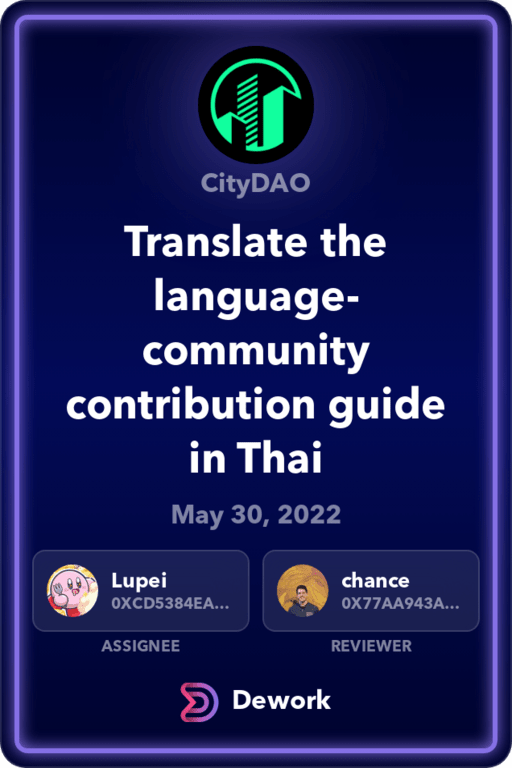 CityDAO
Translate the
language-
community
contribution guide
in Thai
May 30, 2022
Lupei
0XCD5384EA...
ASSIGNEE
chance
0X77AA943A...
REVIEWER
Dework